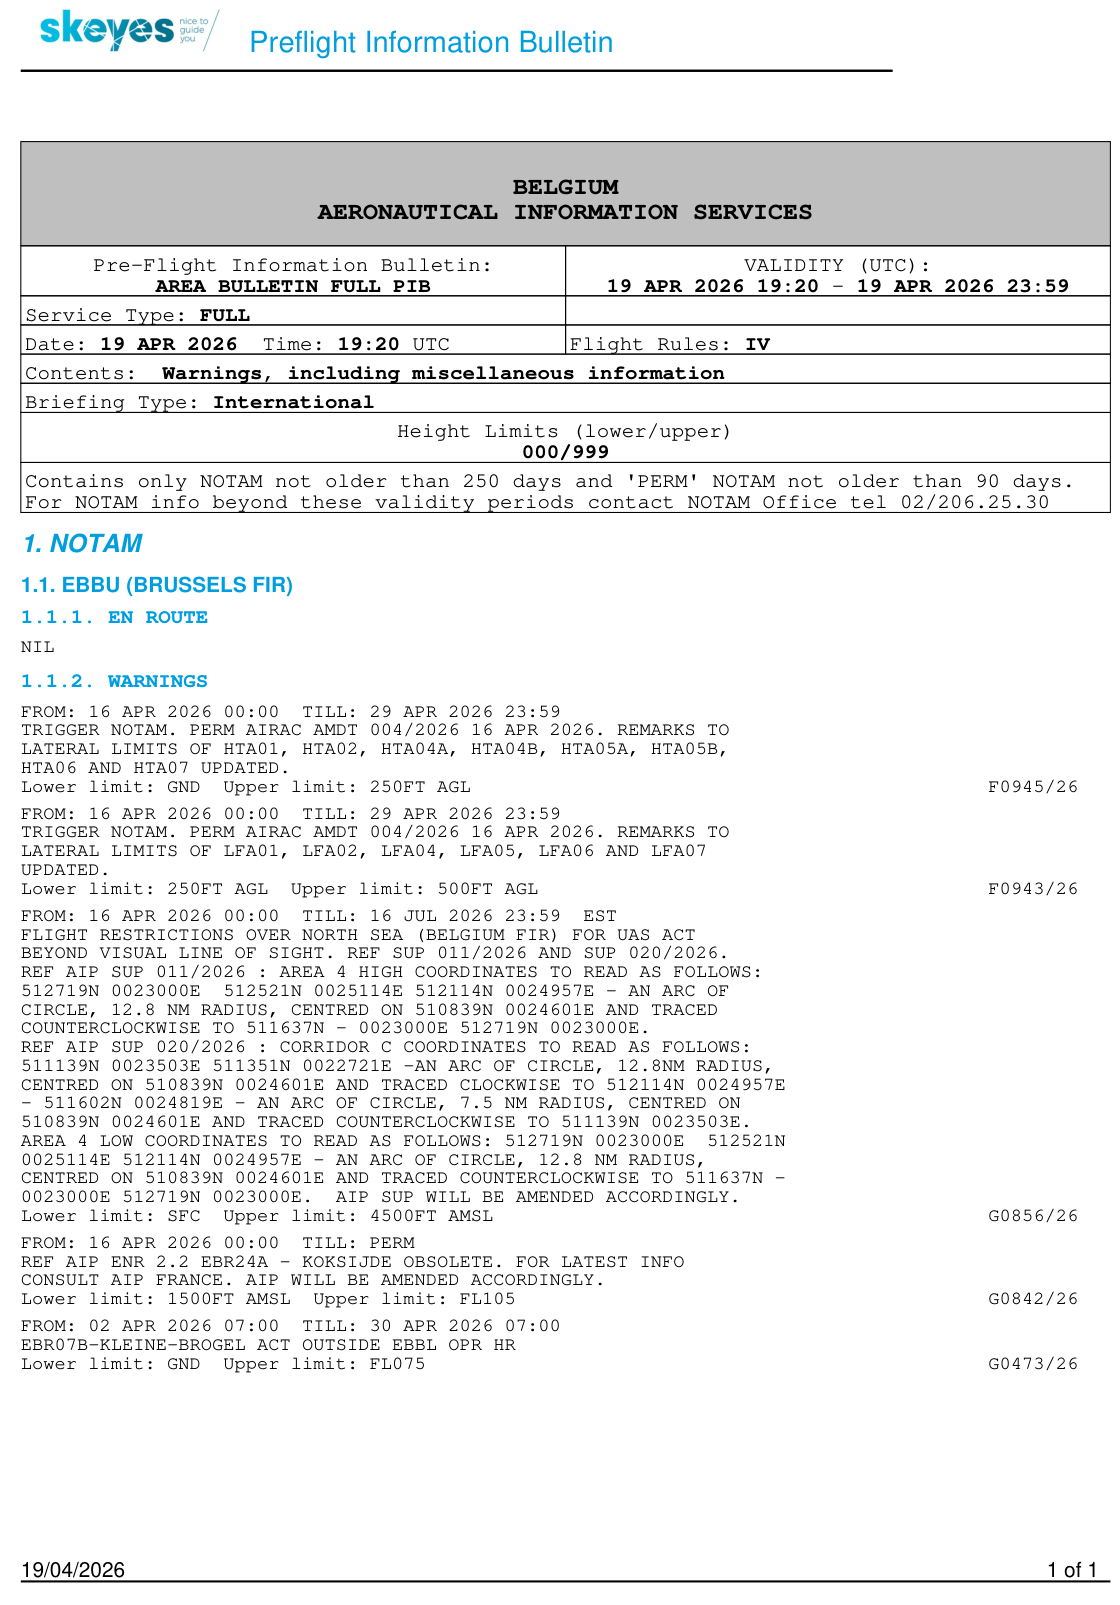 skeyes nice to guide you
Preflight Information Bulletin
BELGIUM
AERONAUTICAL INFORMATION SERVICES
Pre-Flight Information Bulletin:
AREA BULLETIN FULL PIB
VALIDITY (UTC):
19 APR 2026 19:20 - 19 APR 2026 23:59
Service Type: FULL
Date: 19 APR 2026  Time: 19:20 UTC
Flight Rules: IV
Contents:  Warnings, including miscellaneous information
Briefing Type: International
Height Limits (lower/upper)
000/999
Contains only NOTAM not older than 250 days and 'PERM' NOTAM not older than 90 days.
For NOTAM info beyond these validity periods contact NOTAM Office tel 02/206.25.30
1. NOTAM
1.1. EBBU (BRUSSELS FIR)
1.1.1. EN ROUTE
NIL
1.1.2. WARNINGS
FROM: 16 APR 2026 00:00  TILL: 29 APR 2026 23:59
TRIGGER NOTAM. PERM AIRAC AMDT 004/2026 16 APR 2026. REMARKS TO
LATERAL LIMITS OF HTA01, HTA02, HTA04A, HTA04B, HTA05A, HTA05B,
HTA06 AND HTA07 UPDATED.
Lower limit: GND  Upper limit: 250FT AGL F0945/26
FROM: 16 APR 2026 00:00  TILL: 29 APR 2026 23:59
TRIGGER NOTAM. PERM AIRAC AMDT 004/2026 16 APR 2026. REMARKS TO
LATERAL LIMITS OF LFA01, LFA02, LFA04, LFA05, LFA06 AND LFA07
UPDATED.
Lower limit: 250FT AGL  Upper limit: 500FT AGL F0943/26
FROM: 16 APR 2026 00:00  TILL: 16 JUL 2026 23:59  EST
FLIGHT RESTRICTIONS OVER NORTH SEA (BELGIUM FIR) FOR UAS ACT
BEYOND VISUAL LINE OF SIGHT. REF SUP 011/2026 AND SUP 020/2026.
REF AIP SUP 011/2026 : AREA 4 HIGH COORDINATES TO READ AS FOLLOWS:
512719N 0023000E  512521N 0025114E 512114N 0024957E - AN ARC OF
CIRCLE, 12.8 NM RADIUS, CENTRED ON 510839N 0024601E AND TRACED
COUNTERCLOCKWISE TO 511637N - 0023000E 512719N 0023000E.
REF AIP SUP 020/2026 : CORRIDOR C COORDINATES TO READ AS FOLLOWS:
511139N 0023503E 511351N 0022721E -AN ARC OF CIRCLE, 12.8NM RADIUS,
CENTRED ON 510839N 0024601E AND TRACED CLOCKWISE TO 512114N 0024957E
- 511602N 0024819E - AN ARC OF CIRCLE, 7.5 NM RADIUS, CENTRED ON
510839N 0024601E AND TRACED COUNTERCLOCKWISE TO 511139N 0023503E.
AREA 4 LOW COORDINATES TO READ AS FOLLOWS: 512719N 0023000E  512521N
0025114E 512114N 0024957E - AN ARC OF CIRCLE, 12.8 NM RADIUS,
CENTRED ON 510839N 0024601E AND TRACED COUNTERCLOCKWISE TO 511637N -
0023000E 512719N 0023000E.  AIP SUP WILL BE AMENDED ACCORDINGLY.
Lower limit: SFC  Upper limit: 4500FT AMSL G0856/26
FROM: 16 APR 2026 00:00  TILL: PERM
REF AIP ENR 2.2 EBR24A - KOKSIJDE OBSOLETE. FOR LATEST INFO
CONSULT AIP FRANCE. AIP WILL BE AMENDED ACCORDINGLY.
Lower limit: 1500FT AMSL  Upper limit: FL105 G0842/26
FROM: 02 APR 2026 07:00  TILL: 30 APR 2026 07:00
EBR07B-KLEINE-BROGEL ACT OUTSIDE EBBL OPR HR
Lower limit: GND  Upper limit: FL075 G0473/26
19/04/2026 1 of 1